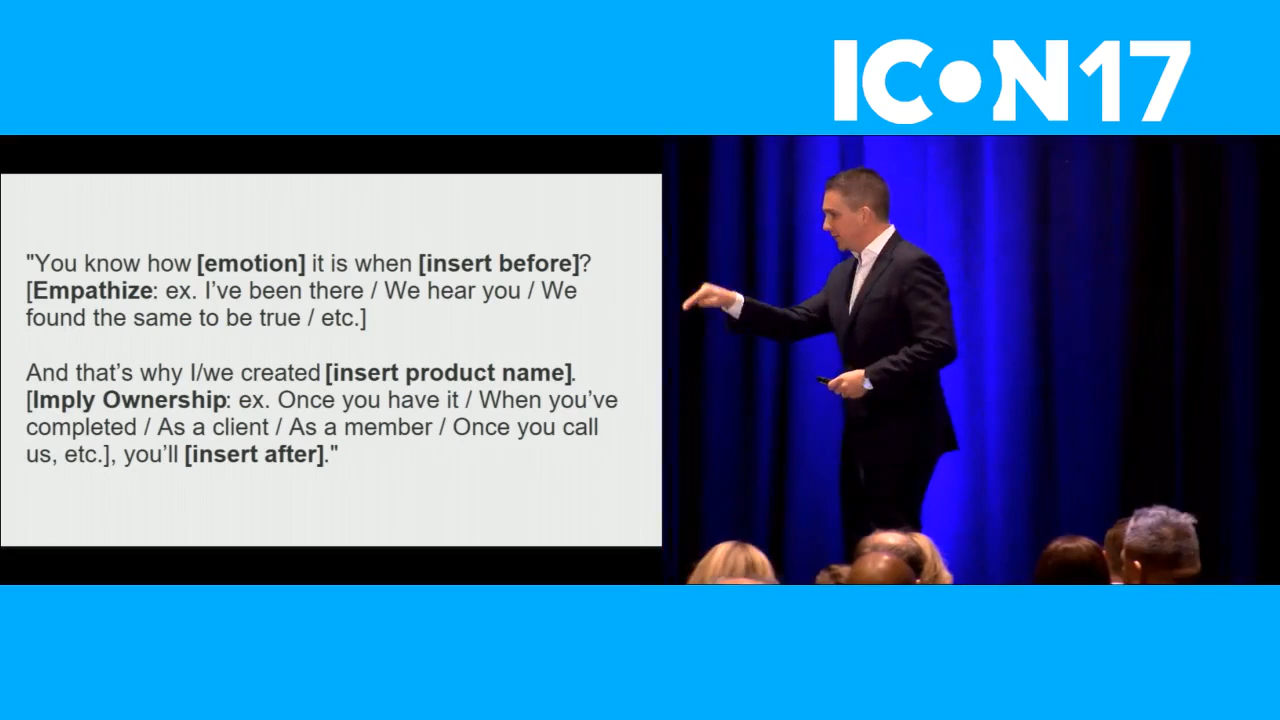 ICON17
"You know how [emotion] it is when [insert before]?
[Empathize: ex. I've been there / We hear you / We
found the same to be true / etc.]
And that's why I/we created [insert product name].
[Imply Ownership: ex. Once you have it / When you've
completed / As a client / As a member / Once you call
us, etc.], you'll [insert after]."